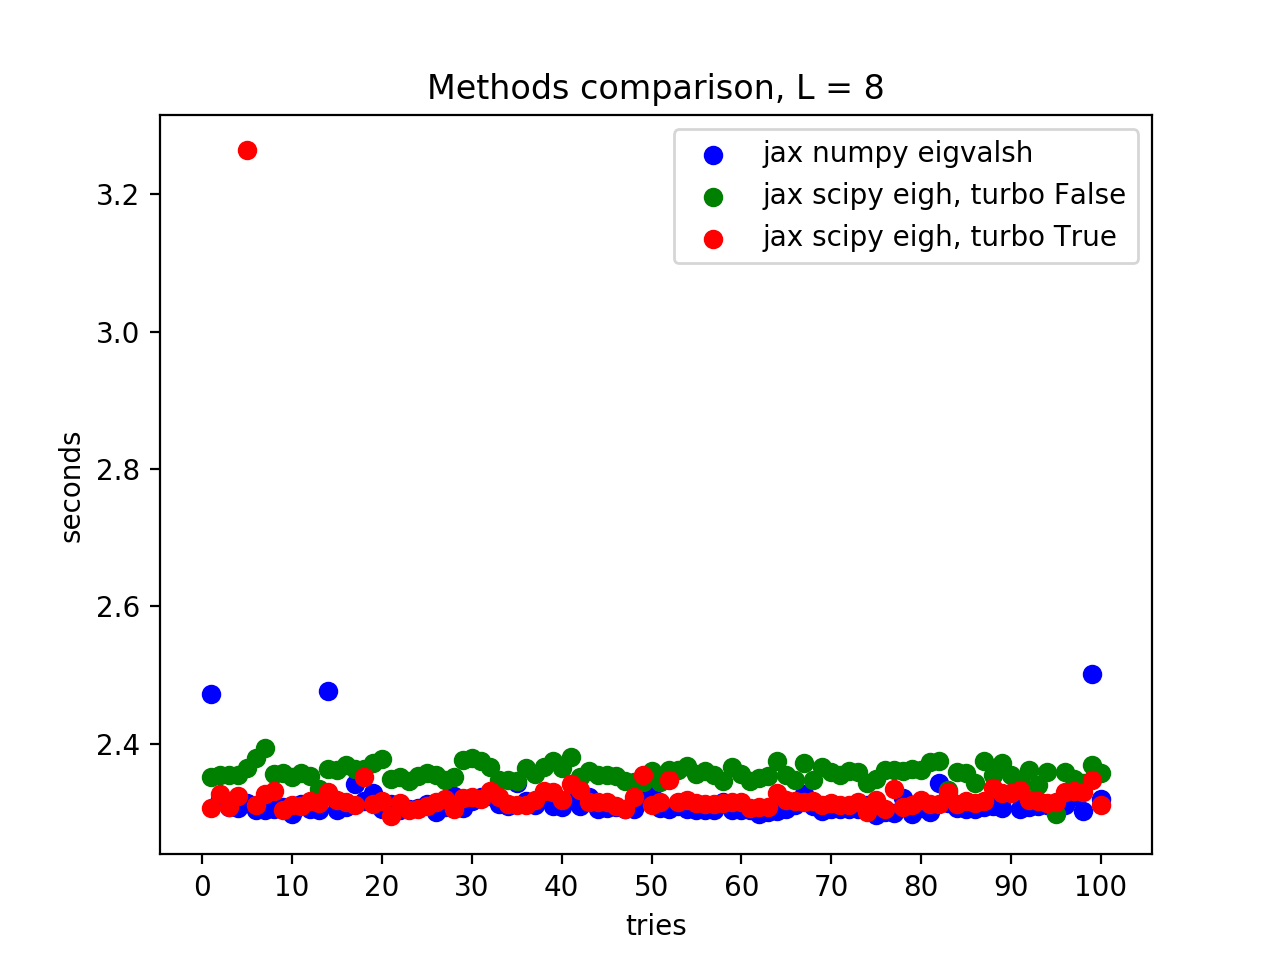 Methods comparison, L = 8
jax numpy eigvalsh
jax scipy eigh, turbo False
jax scipy eigh, turbo True
seconds
3.2
3.0
2.8
2.6
2.4
0 10 20 30 40 50 60 70 80 90 100
tries